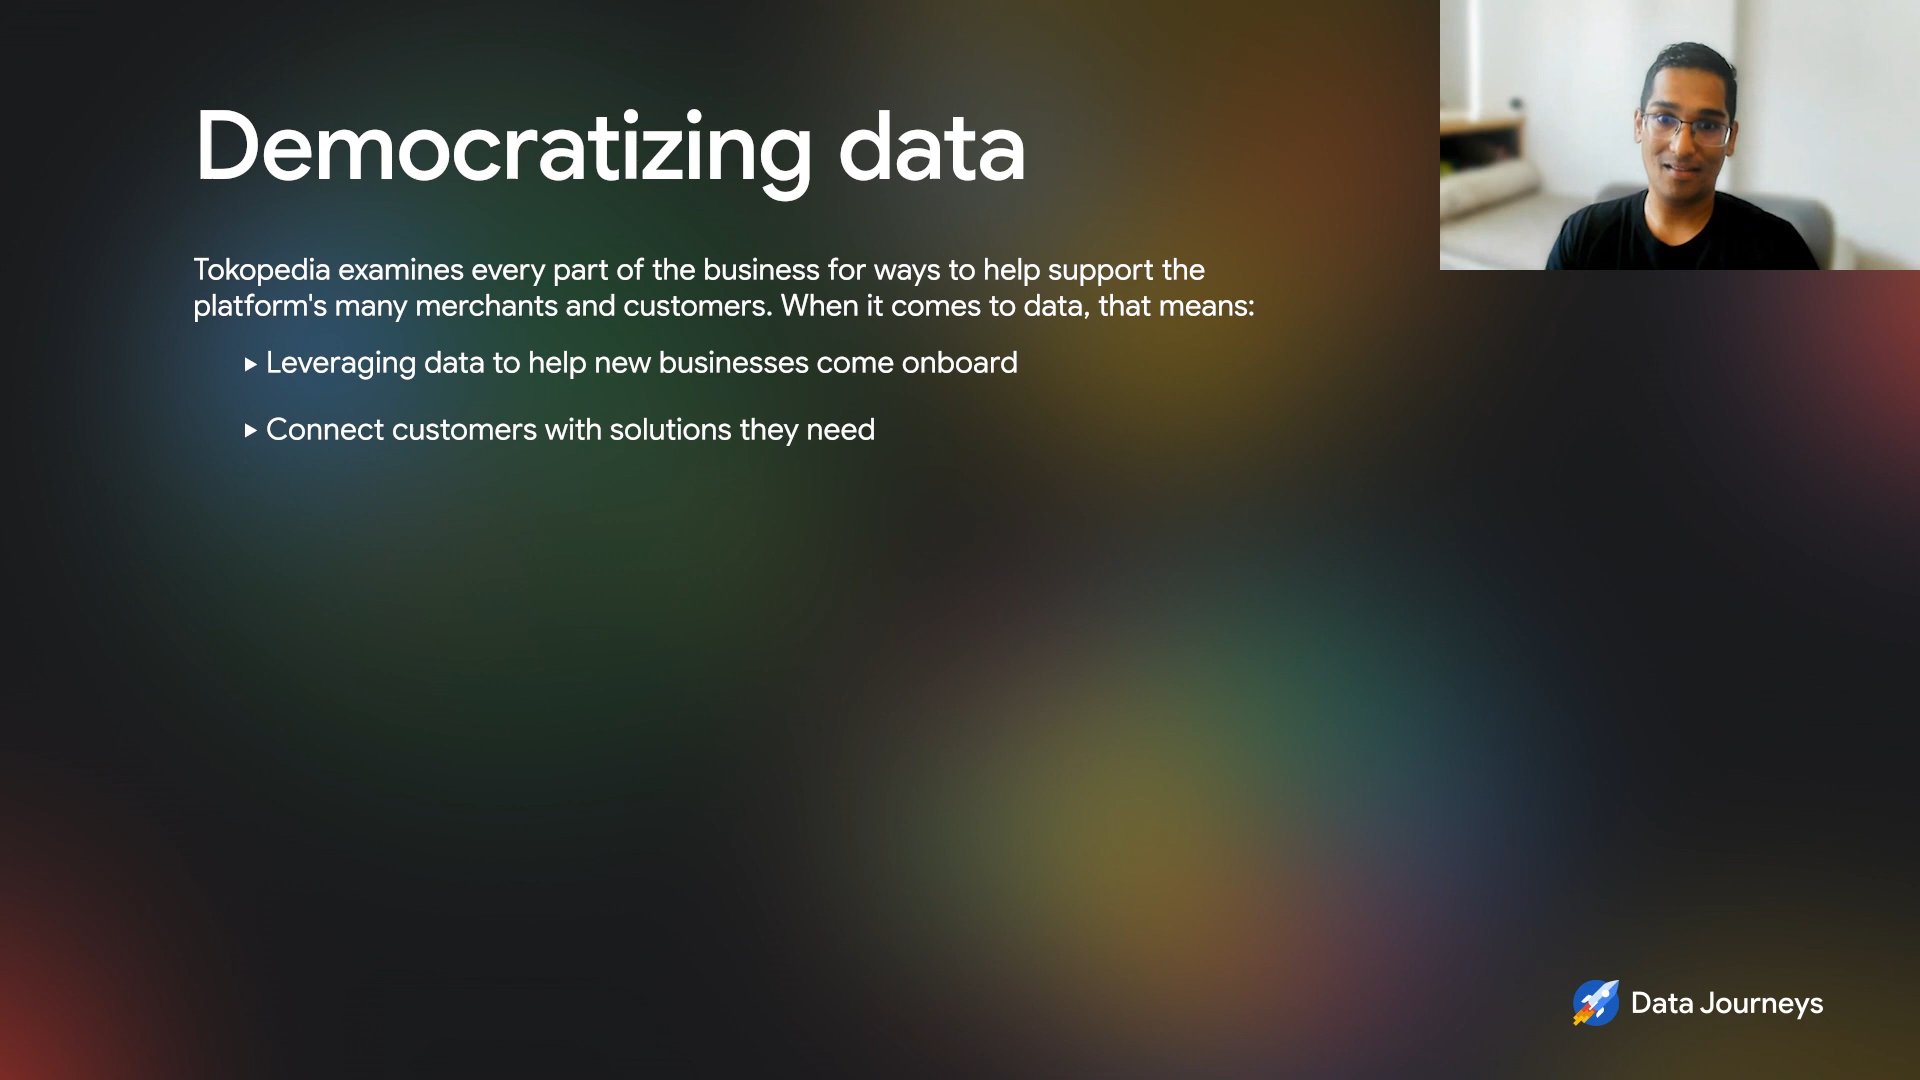 Democratizing data
Tokopedia examines every part of the business for ways to help support the
platform's many merchants and customers. When it comes to data, that means:
▸ Leveraging data to help new businesses come onboard
▸ Connect customers with solutions they need
Data Journeys